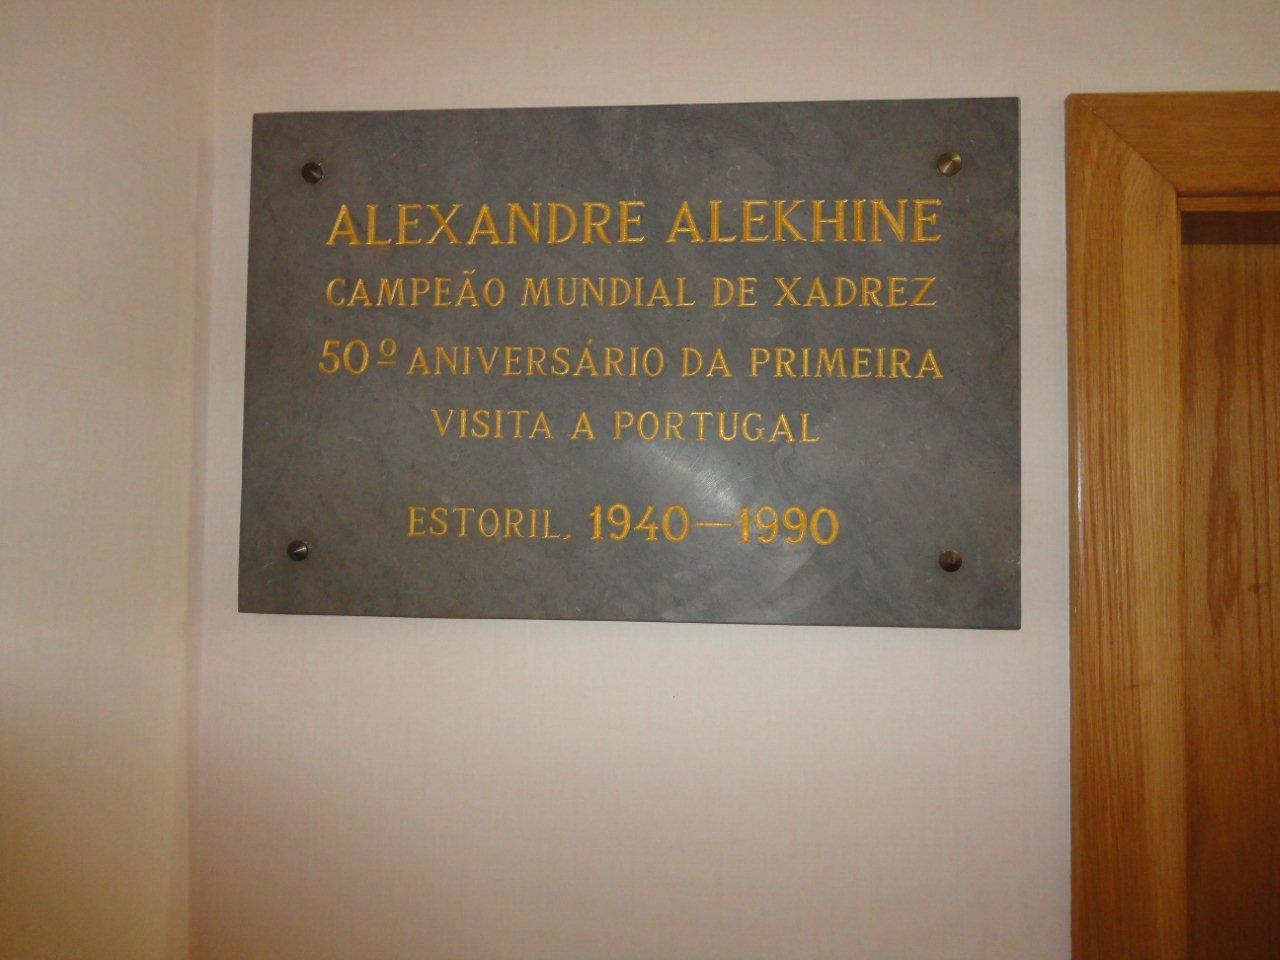 ALEXANDRE ALEKHINE
CAMPEÃO MUNDIAL DE XADREZ
50º ANIVERSÁRIO DA PRIMEIRA
VISITA A PORTUGAL
ESTORIL, 1940—1990